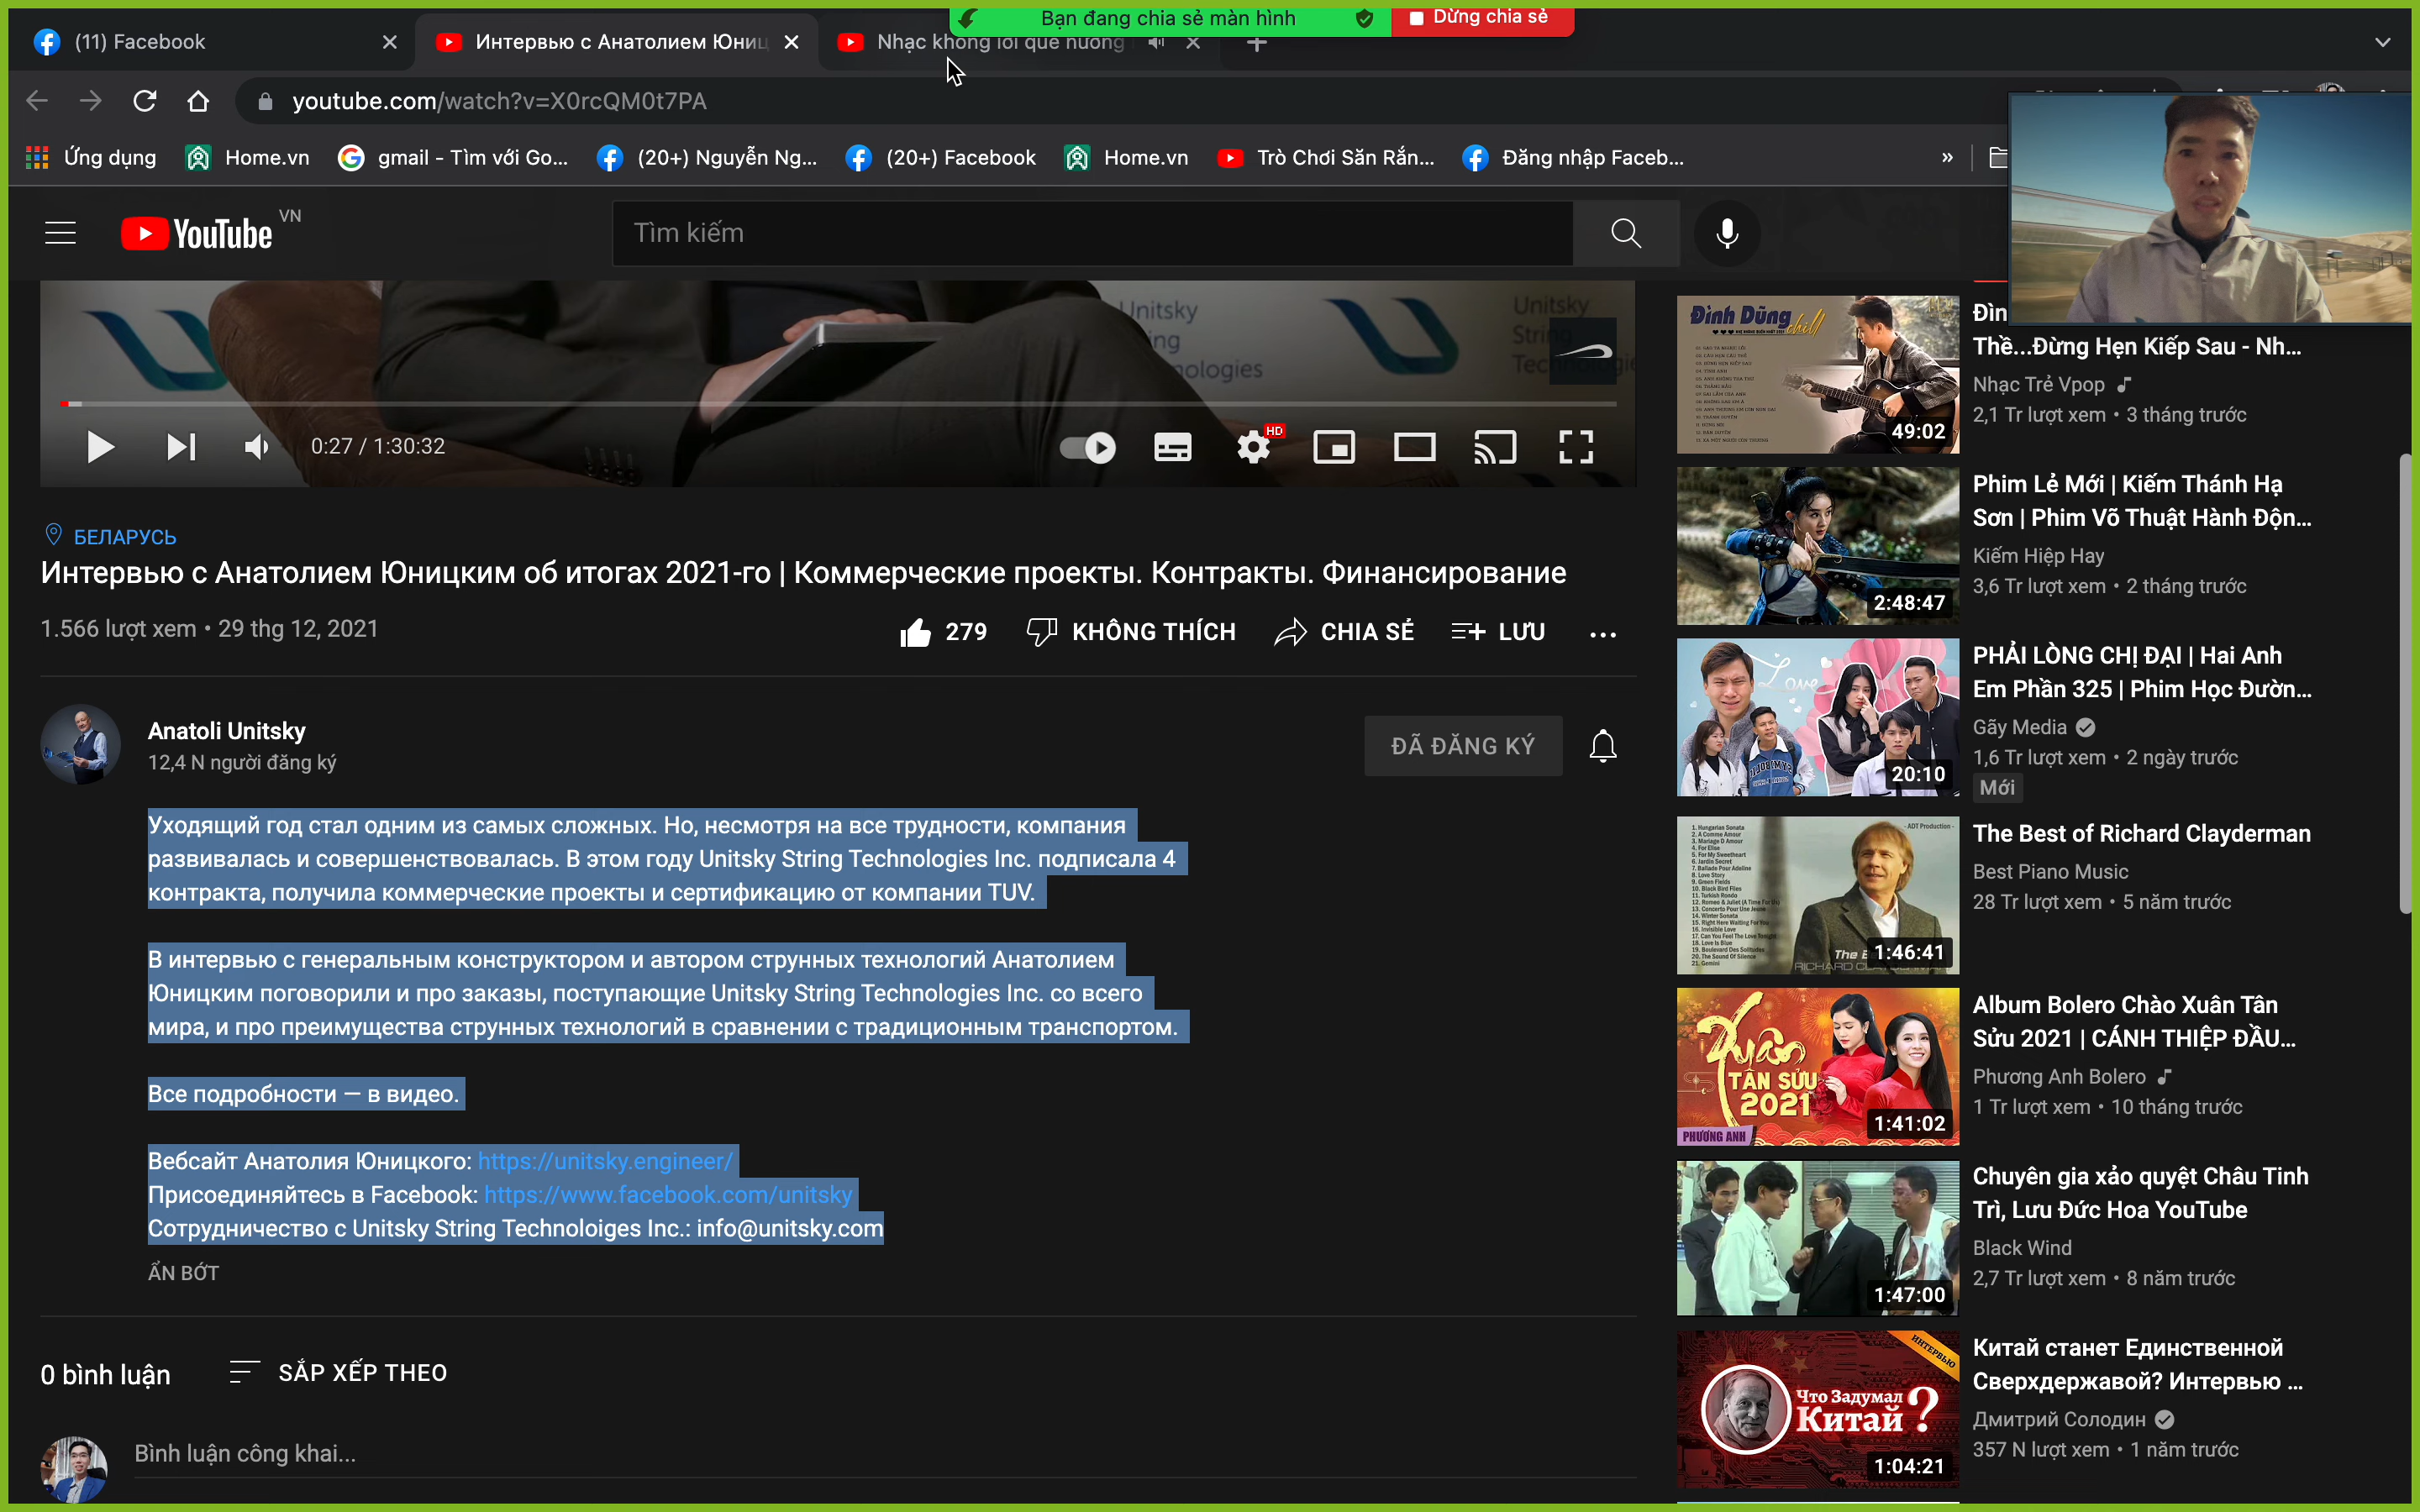 Bạn đang chia sẻ màn hình
Dừng chia sẻ
(11) Facebook
Интервью с Анатолием Юниц
Nhạc không lời quê hương
youtube.com/watch?v=X0rcQM0t7PA
Ứng dụng
Home.vn
gmail - Tìm với Go...
(20+) Nguyễn Ng...
(20+) Facebook
Home.vn
Trò Chơi Săn Rắn...
Đăng nhập Faceb...
»
YouTube VN
Tìm kiếm
Unitsky
String
Technologies
0:27 / 1:30:32
HD
БЕЛАРУСЬ
Интервью с Анатолием Юницким об итогах 2021-го | Коммерческие проекты. Контракты. Финансирование
1.566 lượt xem • 29 thg 12, 2021
279
KHÔNG THÍCH
CHIA SẺ
LƯU
Anatoli Unitsky
12,4 N người đăng ký
ĐÃ ĐĂNG KÝ
Уходящий год стал одним из самых сложных. Но, несмотря на все трудности, компания
развивалась и совершенствовалась. В этом году Unitsky String Technologies Inc. подписала 4
контракта, получила коммерческие проекты и сертификацию от компании TUV.
В интервью с генеральным конструктором и автором струнных технологий Анатолием
Юницким поговорили и про заказы, поступающие Unitsky String Technologies Inc. со всего
мира, и про преимущества струнных технологий в сравнении с традиционным транспортом.
Все подробности — в видео.
Вебсайт Анатолия Юницкого: https://unitsky.engineer/
Присоединяйтесь в Facebook: https://www.facebook.com/unitsky
Сотрудничество с Unitsky String Technoloiges Inc.: info@unitsky.com
ẨN BỚT
0 bình luận
SẮP XẾP THEO
Bình luận công khai...
Đình Dũng chill
49:02
Thề...Đừng Hẹn Kiếp Sau - Nh...
Nhạc Trẻ Vpop
2,1 Tr lượt xem • 3 tháng trước
2:48:47
Phim Lẻ Mới | Kiếm Thánh Hạ
Sơn | Phim Võ Thuật Hành Độn...
Kiếm Hiệp Hay
3,6 Tr lượt xem • 2 tháng trước
Love
20:10
PHẢI LÒNG CHỊ ĐẠI | Hai Anh
Em Phần 325 | Phim Học Đườn...
Gãy Media
1,6 Tr lượt xem • 2 ngày trước
Mới
- ADT Production -
1:46:41
The Best of Richard Clayderman
Best Piano Music
28 Tr lượt xem • 5 năm trước
Xuân
TÂN SỬU
2021
PHƯƠNG ANH
1:41:02
Album Bolero Chào Xuân Tân
Sửu 2021 | CÁNH THIỆP ĐẦU...
Phương Anh Bolero
1 Tr lượt xem • 10 tháng trước
1:47:00
Chuyên gia xảo quyệt Châu Tinh
Trì, Lưu Đức Hoa YouTube
Black Wind
2,7 Tr lượt xem • 8 năm trước
ИНТЕРВЬЮ
Что Задумал
Китай ?
1:04:21
Китай станет Единственной
Сверхдержавой? Интервью ...
Дмитрий Солодин
357 N lượt xem • 1 năm trước